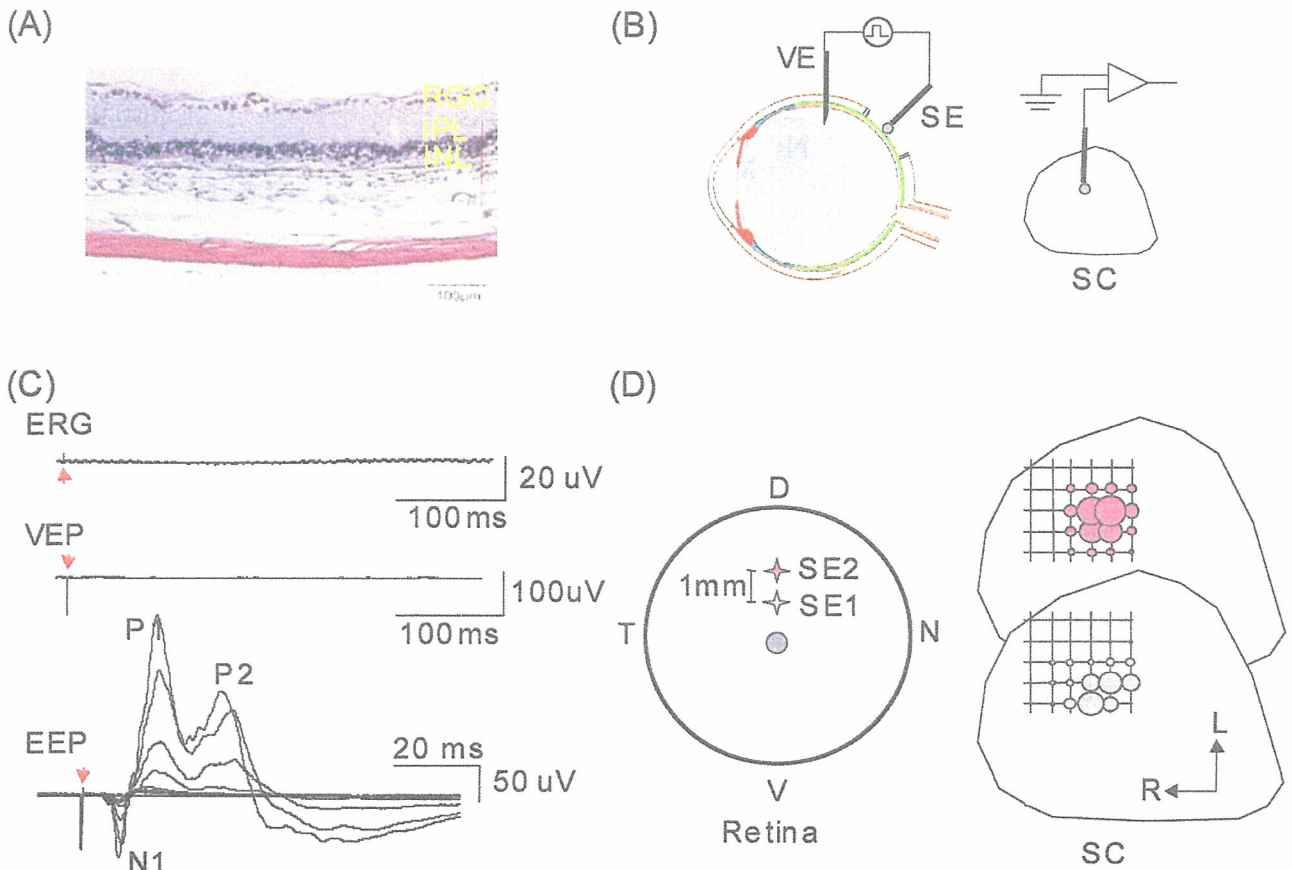 (A)
RGC
IPL
INL
100μm
(B)
VE
SE
SC
(C)
ERG
20 uV
100 ms
VEP
100uV
100 ms
P
P2
EEP
20 ms
50 uV
N1
(D)
D
SE2
1mm
SE1
T
N
V
Retina
L
R
SC